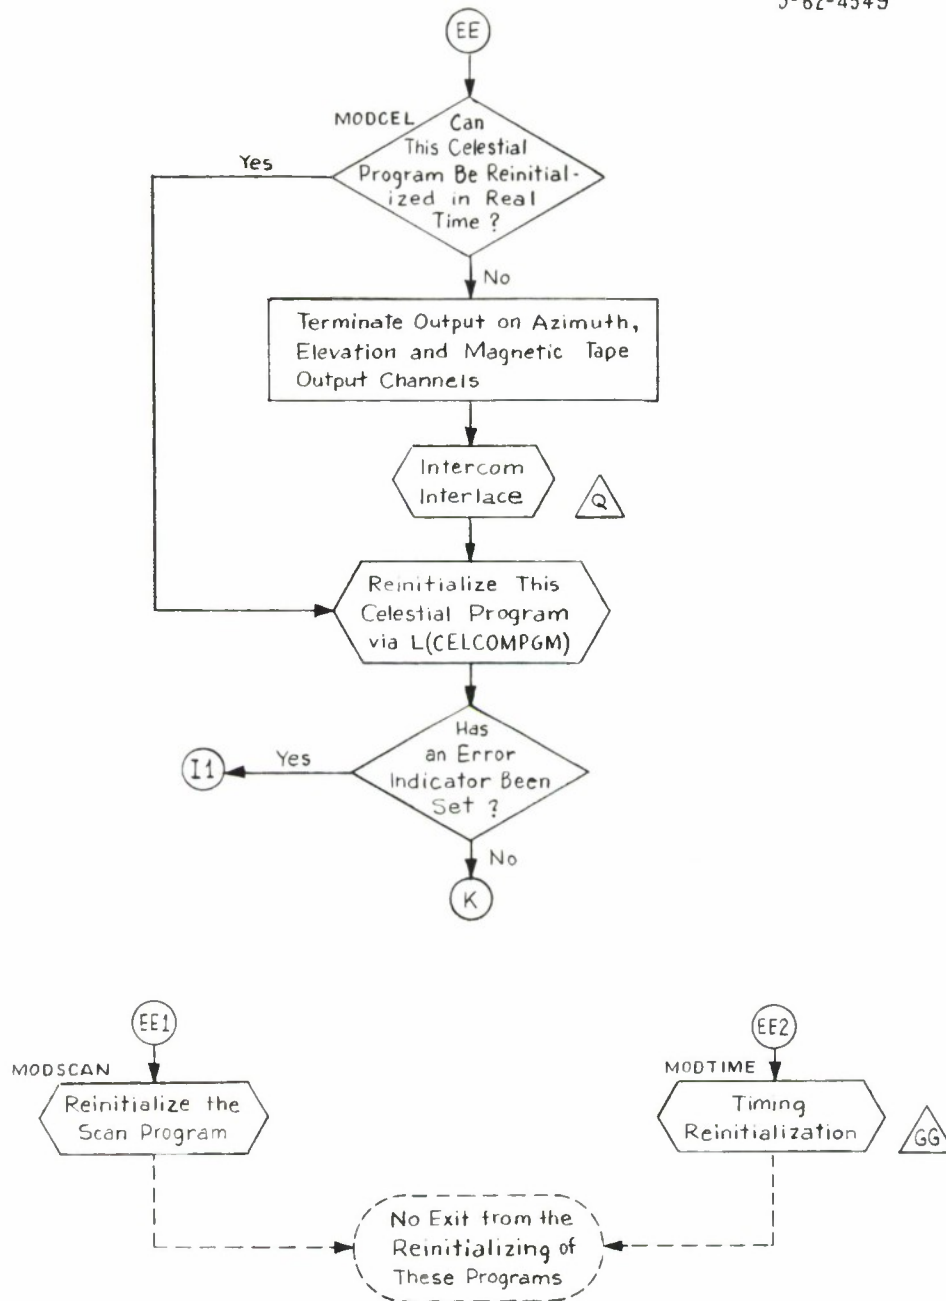 EE
MODCEL
Can
This Celestial
Program Be Reinitial-
ized in Real
Time ?
Yes
No
Terminate Output on Azimuth,
Elevation and Magnetic Tape
Output Channels
Intercom
Interlace
Q
Reinitialize This
Celestial Program
via L(CELCOMPGM)
Has
an Error
Indicator Been
Set ?
Yes
I1
No
K
EE1
MODSCAN
Reinitialize the
Scan Program
EE2
MODTIME
Timing
Reinitialization
GG
No Exit from the
Reinitializing of
These Programs